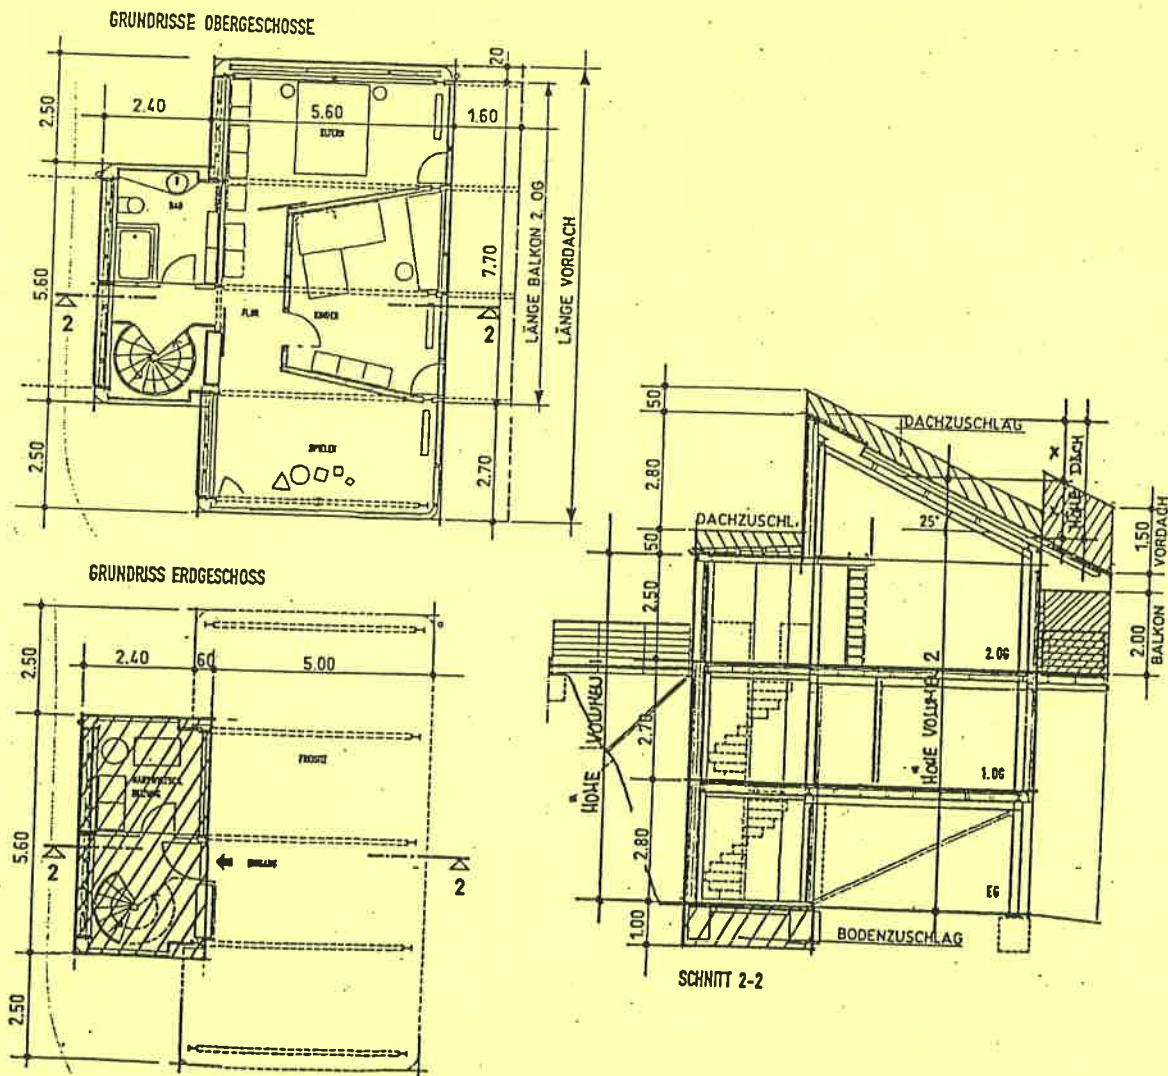 GRUNDRISSE OBERGESCHOSSE
20
2.50
2.40
5.60
1.60
ELTERN
BAD
5.60
LÄNGE BALKON 2. OG
LÄNGE VORDACH
7.70
FLUR
KINDER
2
2
SPIELEN
2.50
2.70
GRUNDRISS ERDGESCHOSS
2.50
2.40
60
5.00
HEIZUNG
EINGANG
5.60
2
2
2.50
50
DACHZUSCHLAG
HÖHE DACH
2.80
25°
1.50
VORDACH
DACHZUSCHL.
50
2.50
2.00
BALKON
2.OG
HÖHE VOLUMEN 1
HÖHE VOLUMEN 2
2.70
1.OG
2.80
EG
1.00
BODENZUSCHLAG
SCHNITT 2-2